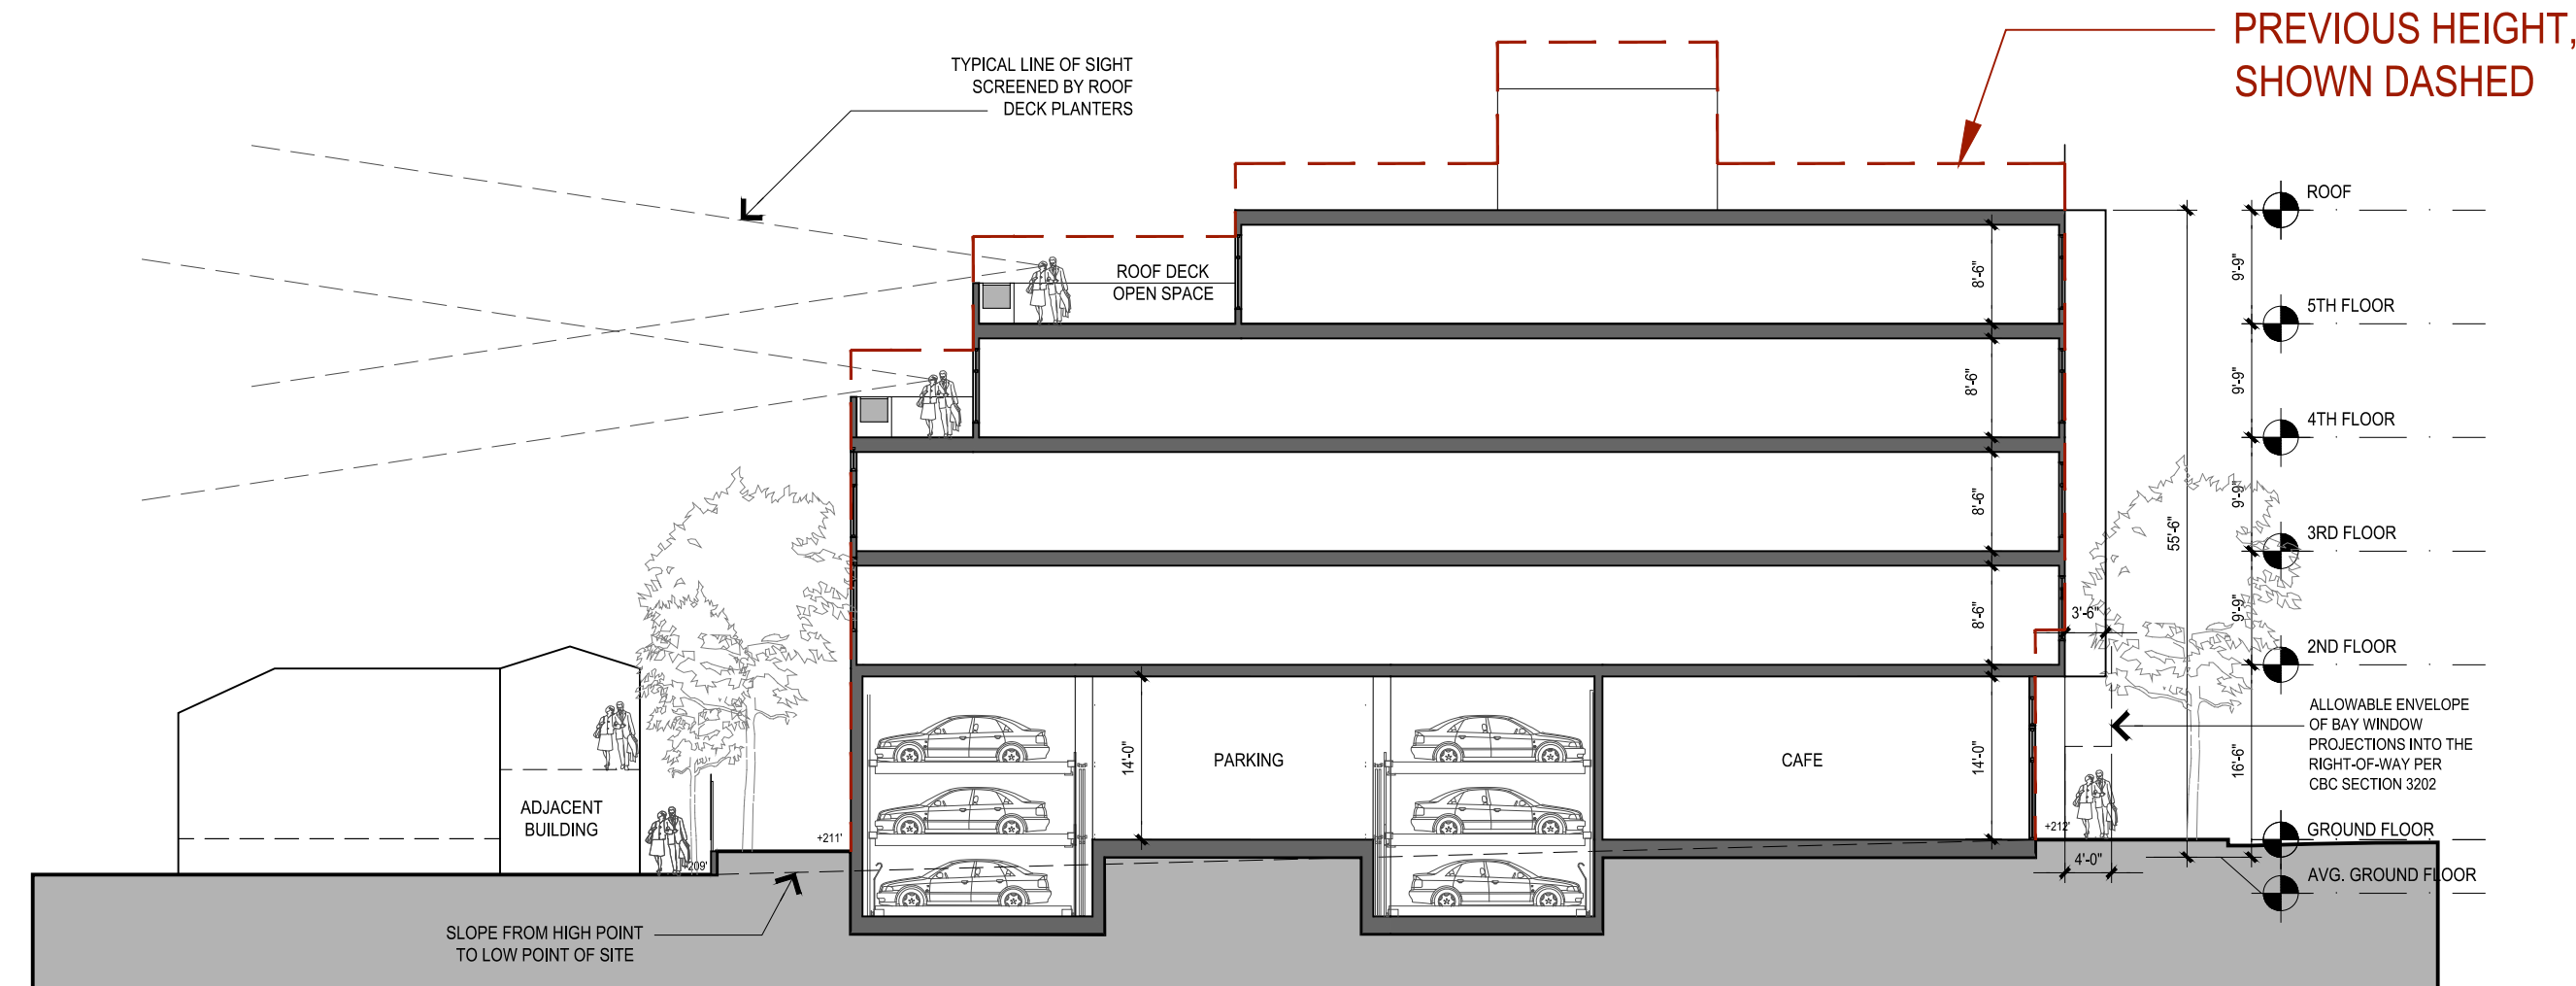 PREVIOUS HEIGHT,
SHOWN DASHED
TYPICAL LINE OF SIGHT
SCREENED BY ROOF
DECK PLANTERS
ROOF
9'-9"
8'-6"
ROOF DECK
OPEN SPACE
5TH FLOOR
9'-9"
8'-6"
4TH FLOOR
9'-9"
8'-6"
55'-6"
3RD FLOOR
9'-9"
8'-6"
3'-6"
2ND FLOOR
ALLOWABLE ENVELOPE
OF BAY WINDOW
PROJECTIONS INTO THE
RIGHT-OF-WAY PER
CBC SECTION 3202
14'-0"
PARKING
CAFE
14'-0"
16'-6"
ADJACENT
BUILDING
+211'
+212'
GROUND FLOOR
+209'
4'-0"
AVG. GROUND FLOOR
SLOPE FROM HIGH POINT
TO LOW POINT OF SITE